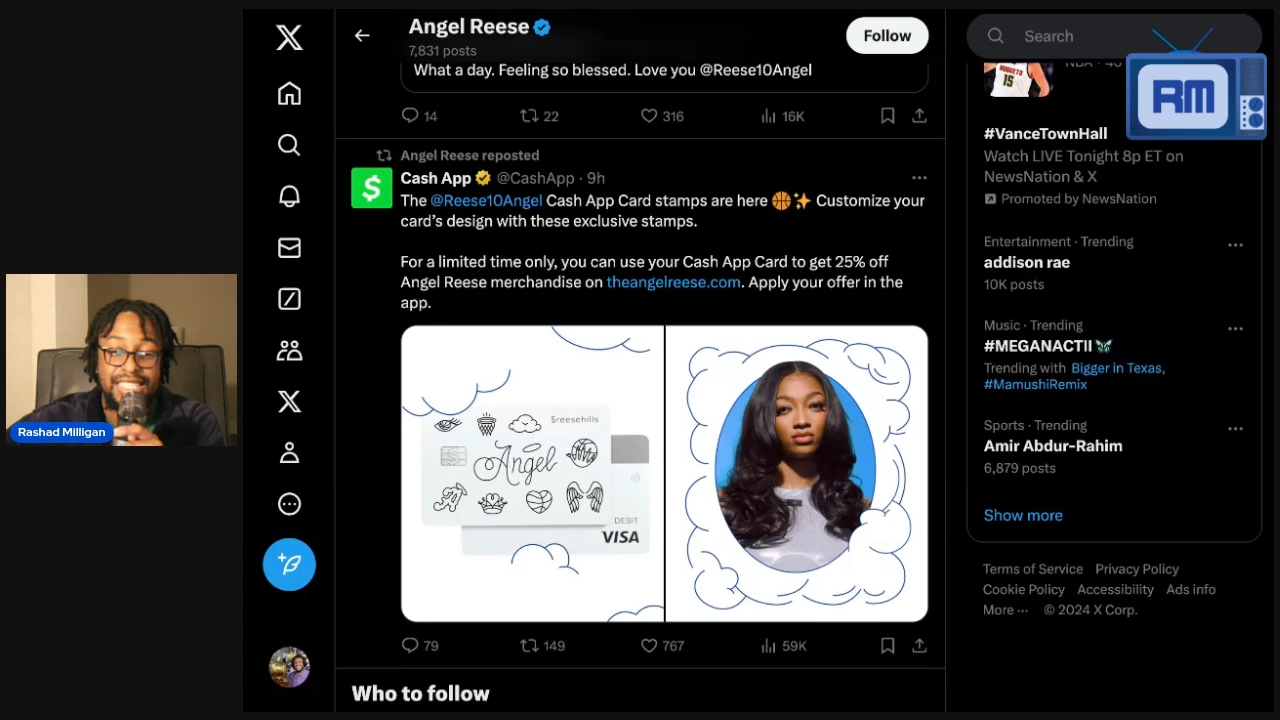 Angel Reese
7,831 posts
Follow
What a day. Feeling so blessed. Love you @Reese10Angel
14 22 316 16K
Angel Reese reposted
Cash App @CashApp · 9h
The @Reese10Angel Cash App Card stamps are here 🏀✨ Customize your
card's design with these exclusive stamps.
For a limited time only, you can use your Cash App Card to get 25% off
Angel Reese merchandise on theangelreese.com. Apply your offer in the
app.
$reesehills
Angel
DEBIT
VISA
79 149 767 59K
Who to follow
Rashad Milligan
Search
RM
15
#VanceTownHall
Watch LIVE Tonight 8p ET on
NewsNation & X
Promoted by NewsNation
Entertainment · Trending
addison rae
10K posts
Music · Trending
#MEGANACTII
Trending with Bigger in Texas,
#MamushiRemix
Sports · Trending
Amir Abdur-Rahim
6,879 posts
Show more
Terms of Service Privacy Policy
Cookie Policy Accessibility Ads info
More ··· © 2024 X Corp.